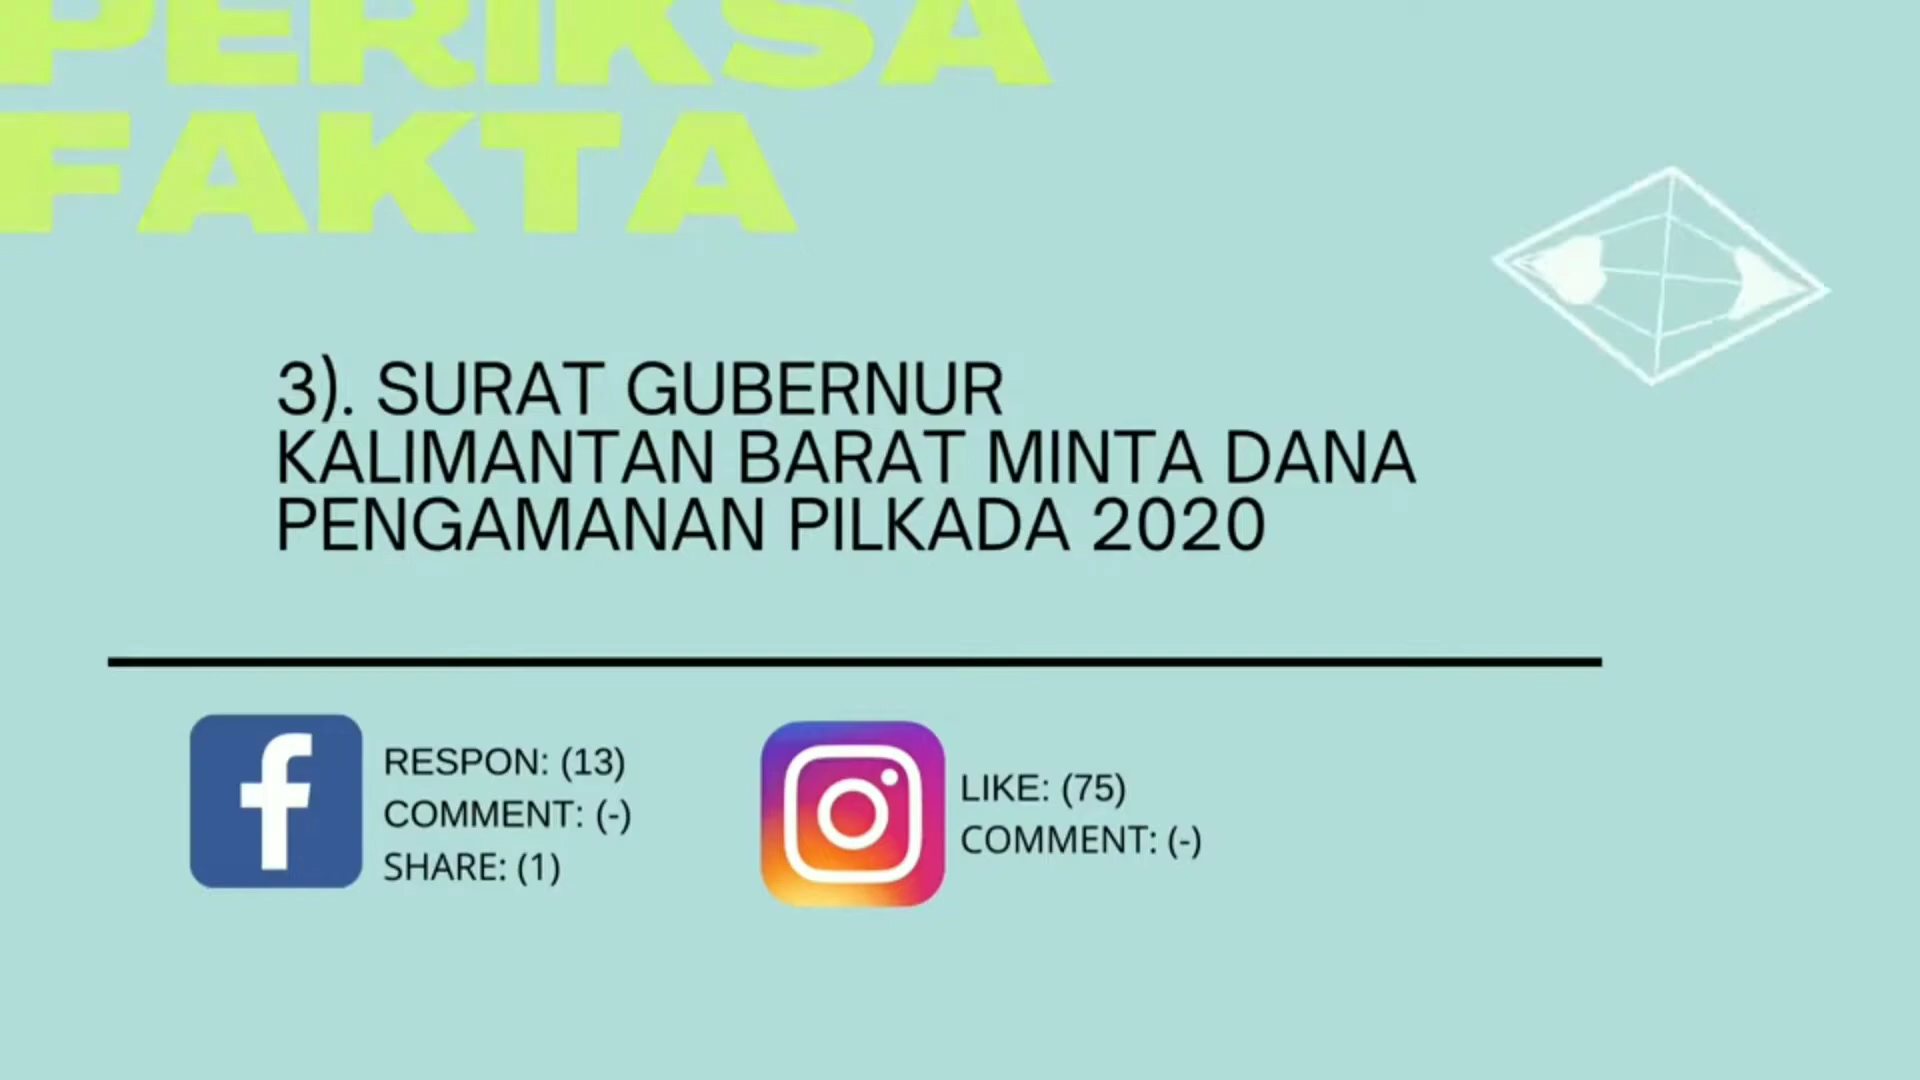 PERIKSA
FAKTA
3). SURAT GUBERNUR
KALIMANTAN BARAT MINTA DANA
PENGAMANAN PILKADA 2020
RESPON: (13)
COMMENT: (-)
SHARE: (1)
LIKE: (75)
COMMENT: (-)